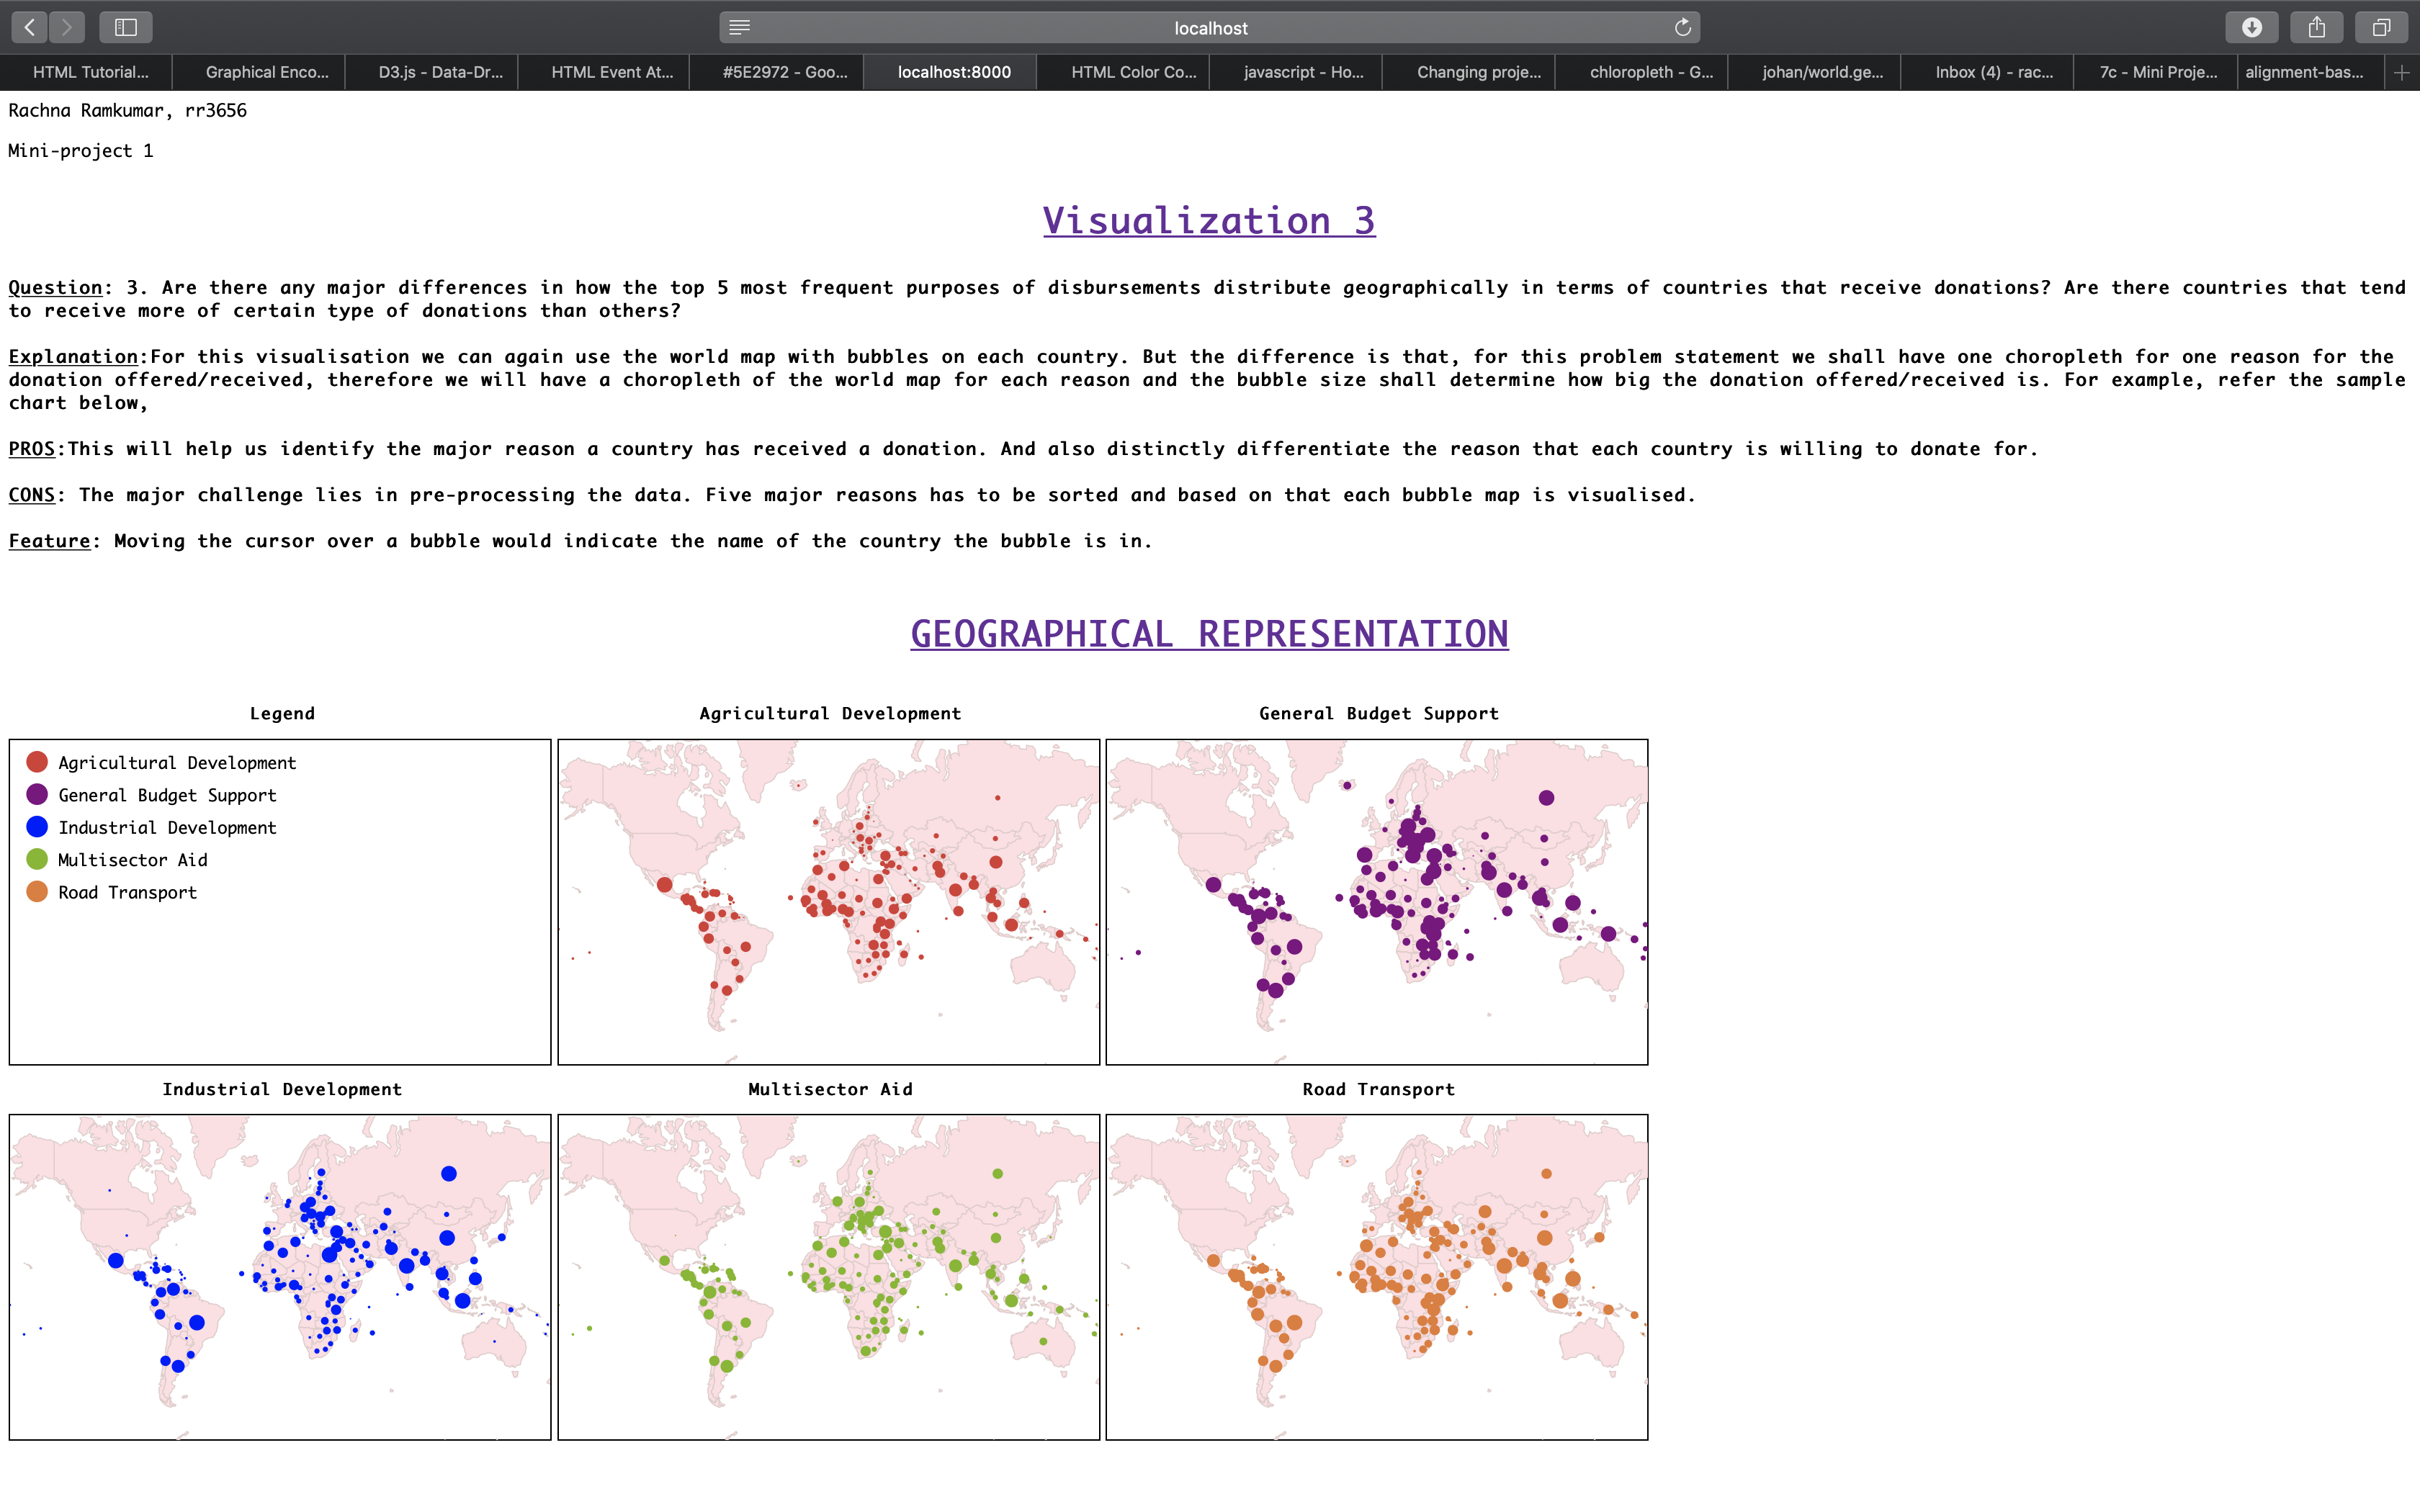 localhost
HTML Tutorial...
Graphical Enco...
D3.js - Data-Dr...
HTML Event At...
#5E2972 - Goo...
localhost:8000
HTML Color Co...
javascript - Ho...
Changing proje...
chloropleth - G...
johan/world.ge...
Inbox (4) - rac...
7c - Mini Proje...
alignment-bas...
Rachna Ramkumar, rr3656
Mini-project 1
Visualization 3
Question: 3. Are there any major differences in how the top 5 most frequent purposes of disbursements distribute geographically in terms of countries that receive donations? Are there countries that tend
to receive more of certain type of donations than others?
Explanation:For this visualisation we can again use the world map with bubbles on each country. But the difference is that, for this problem statement we shall have one choropleth for one reason for the
donation offered/received, therefore we will have a choropleth of the world map for each reason and the bubble size shall determine how big the donation offered/received is. For example, refer the sample
chart below,
PROS:This will help us identify the major reason a country has received a donation. And also distinctly differentiate the reason that each country is willing to donate for.
CONS: The major challenge lies in pre-processing the data. Five major reasons has to be sorted and based on that each bubble map is visualised.
Feature: Moving the cursor over a bubble would indicate the name of the country the bubble is in.
GEOGRAPHICAL REPRESENTATION
Legend
Agricultural Development
General Budget Support
Industrial Development
Multisector Aid
Road Transport
Agricultural Development
General Budget Support
Industrial Development
Multisector Aid
Road Transport